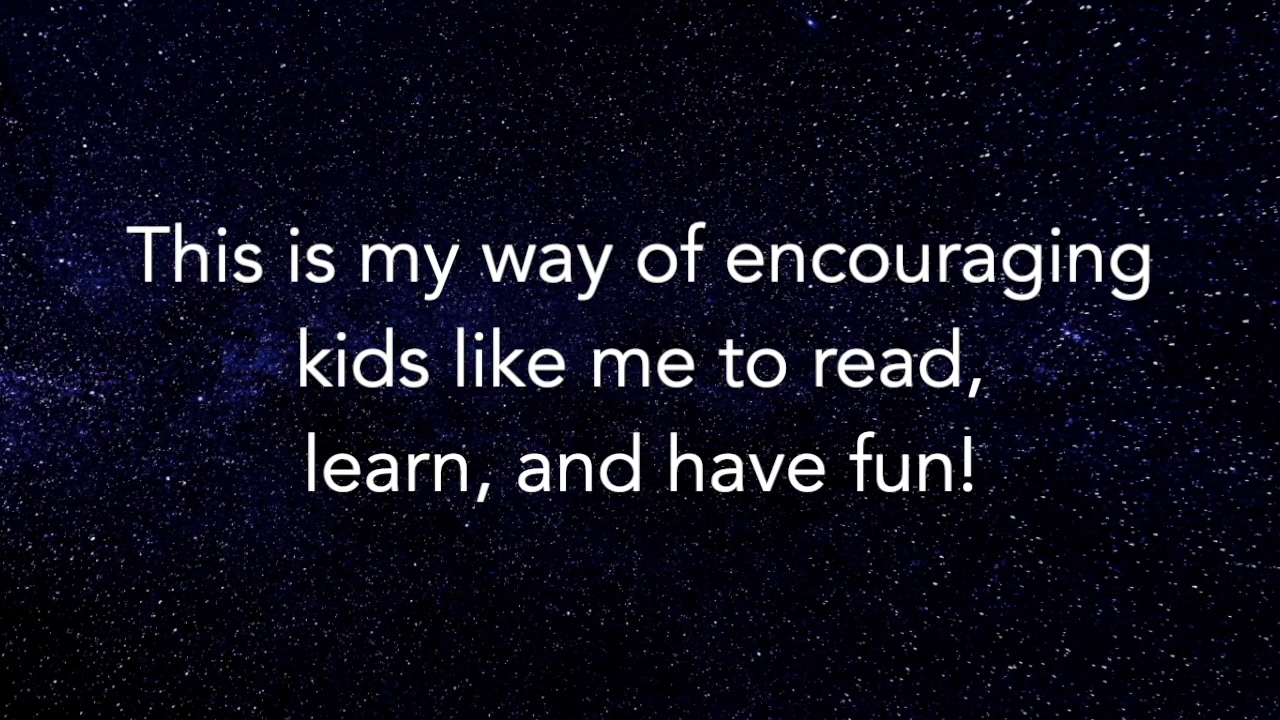 This is my way of encouraging
kids like me to read,
learn, and have fun!